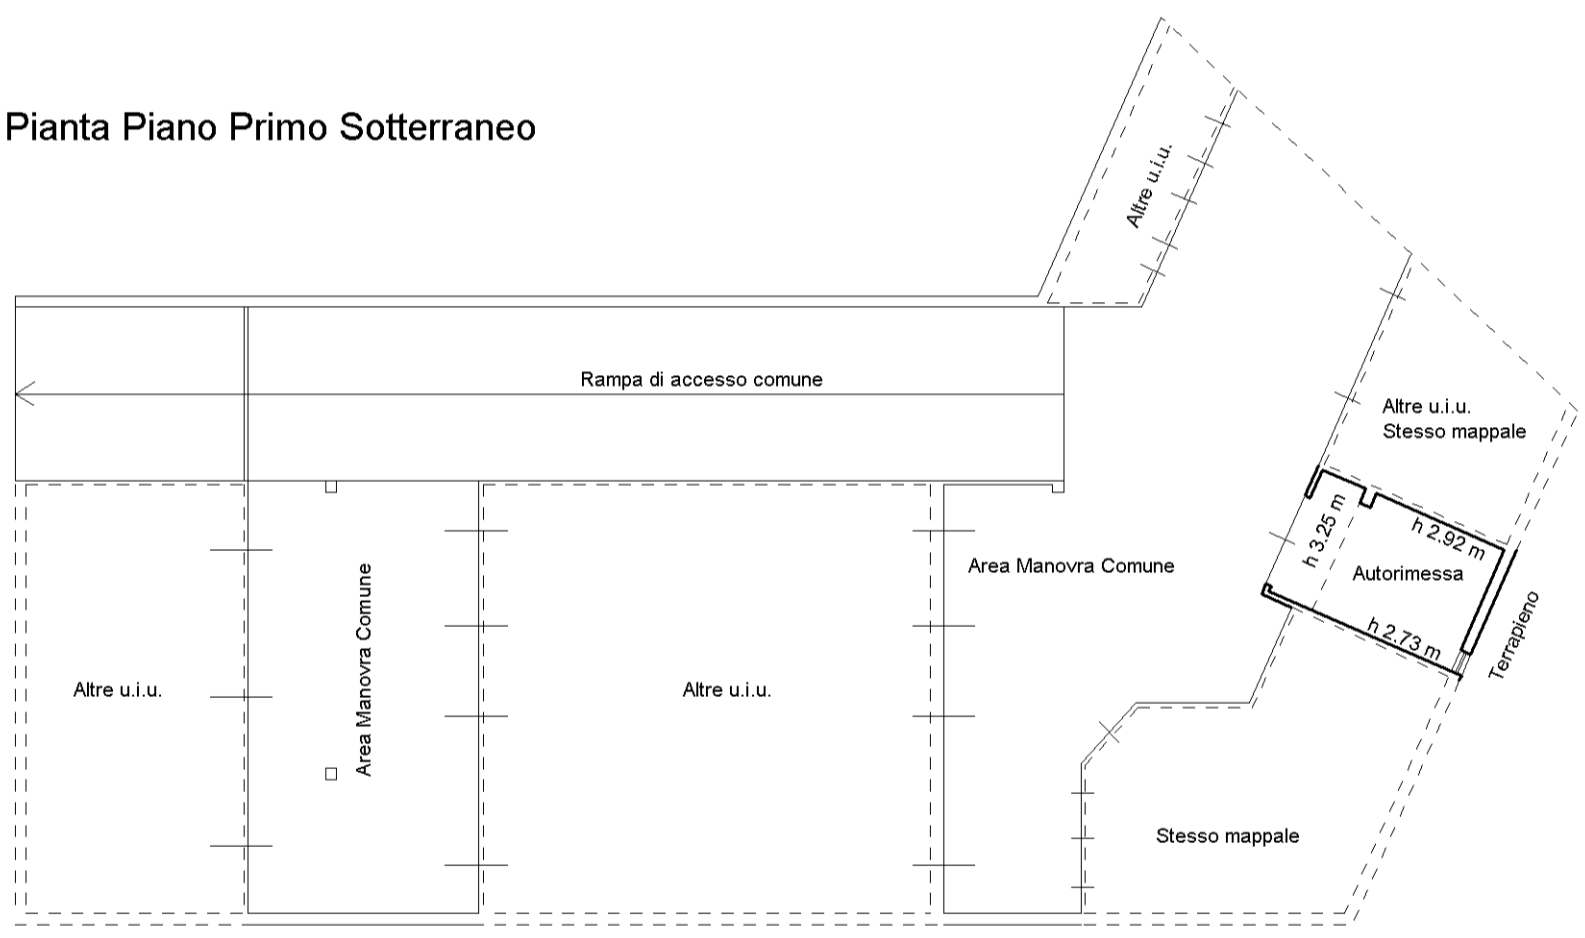 Pianta Piano Primo Sotterraneo
Altre u.i.u.
Rampa di accesso comune
Altre u.i.u.
Stesso mappale
h 3.25 m
h 2.92 m
Autorimessa
h 2.73 m
Terrapieno
Area Manovra Comune
Area Manovra Comune
Altre u.i.u.
Altre u.i.u.
Stesso mappale